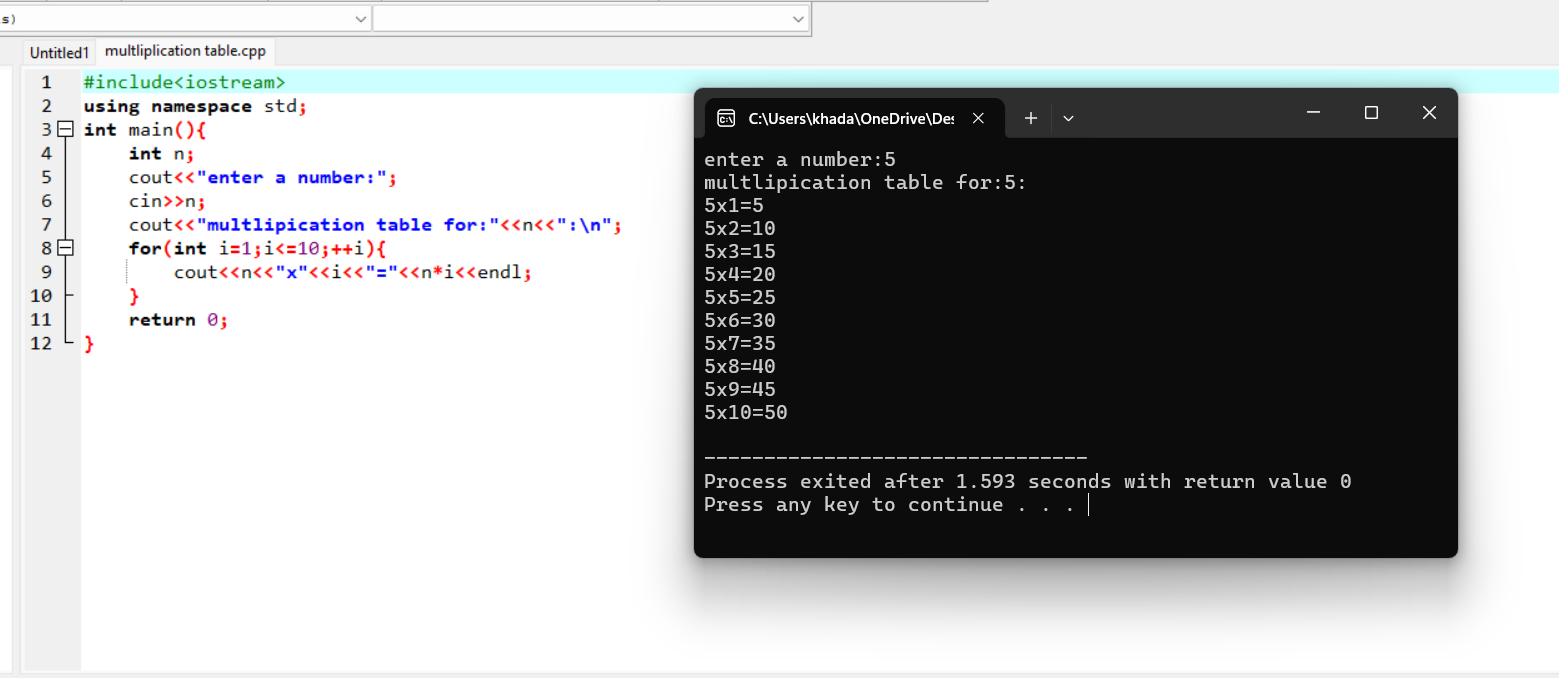 s)
Untitled1 multliplication table.cpp
1 #include<iostream>
2 using namespace std;
3 int main(){
4 int n;
5 cout<<"enter a number:";
6 cin>>n;
7 cout<<"multlipication table for:"<<n<<":\n";
8 for(int i=1;i<=10;++i){
9 cout<<n<<"x"<<i<<"="<<n*i<<endl;
10 }
11 return 0;
12 }
C:\Users\khada\OneDrive\Des
enter a number:5
multlipication table for:5:
5x1=5
5x2=10
5x3=15
5x4=20
5x5=25
5x6=30
5x7=35
5x8=40
5x9=45
5x10=50
--------------------------------
Process exited after 1.593 seconds with return value 0
Press any key to continue . . .